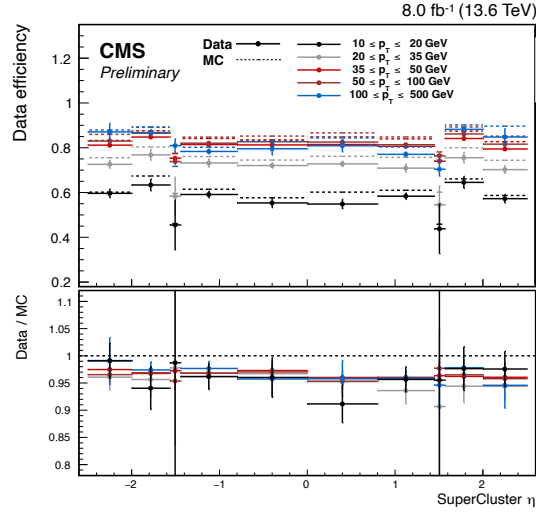 8.0 fb⁻¹ (13.6 TeV)
CMS
Preliminary
Data
MC
10 ≤ p_T ≤ 20 GeV
20 ≤ p_T ≤ 35 GeV
35 ≤ p_T ≤ 50 GeV
50 ≤ p_T ≤ 100 GeV
100 ≤ p_T ≤ 500 GeV
Data efficiency
1.2
1
0.8
0.6
0.4
0.2
Data / MC
1.1
1.05
1
0.95
0.9
0.85
0.8
−2 −1 0 1 2
SuperCluster η